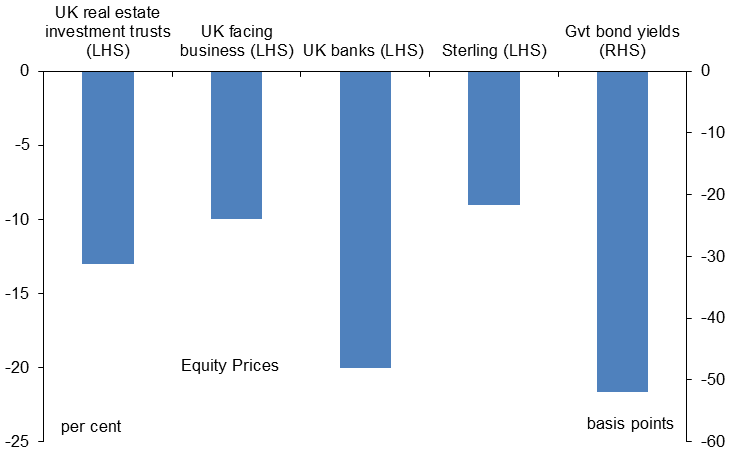 UK real estate
investment trusts
(LHS)
UK facing
business (LHS)
UK banks (LHS)
Sterling (LHS)
Gvt bond yields
(RHS)
0
-5
-10
-15
-20
-25
0
-10
-20
-30
-40
-50
-60
Equity Prices
per cent
basis points